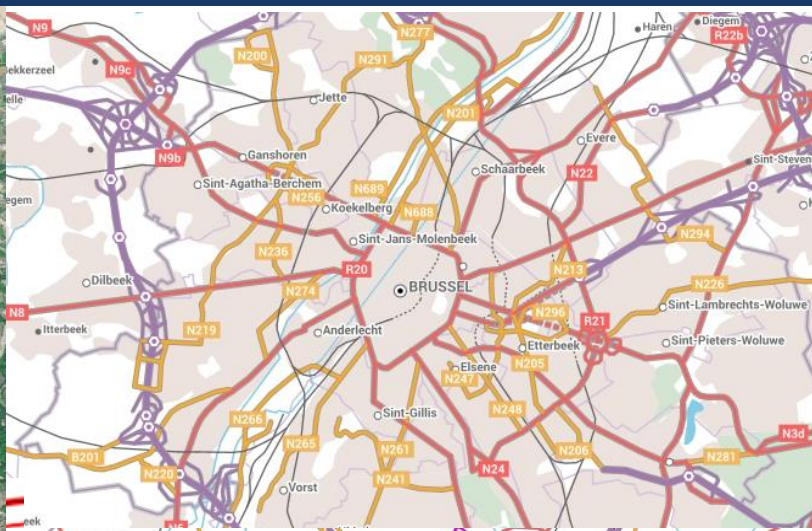 N9
N277
Haren
Diegem
R22b
N200
N291
ekkerzeel
N9c
Jette
N201
elle
Evere
N9b
Ganshoren
Schaarbeek
N22
Sint-Steven
Sint-Agatha-Berchem
N689
N256
Koekelberg
N688
egem
N294
N236
Sint-Jans-Molenbeek
R20
N213
Dilbeek
N274
BRUSSEL
N226
N8
N296
Sint-Lambrechts-Woluwe
Itterbeek
N219
Anderlecht
R21
Etterbeek
Sint-Pieters-Woluwe
Elsene
N205
N247
N266
Sint-Gillis
N248
N3d
N265
N261
N206
B201
N220
N241
N24
N281
Vorst
eek
N6